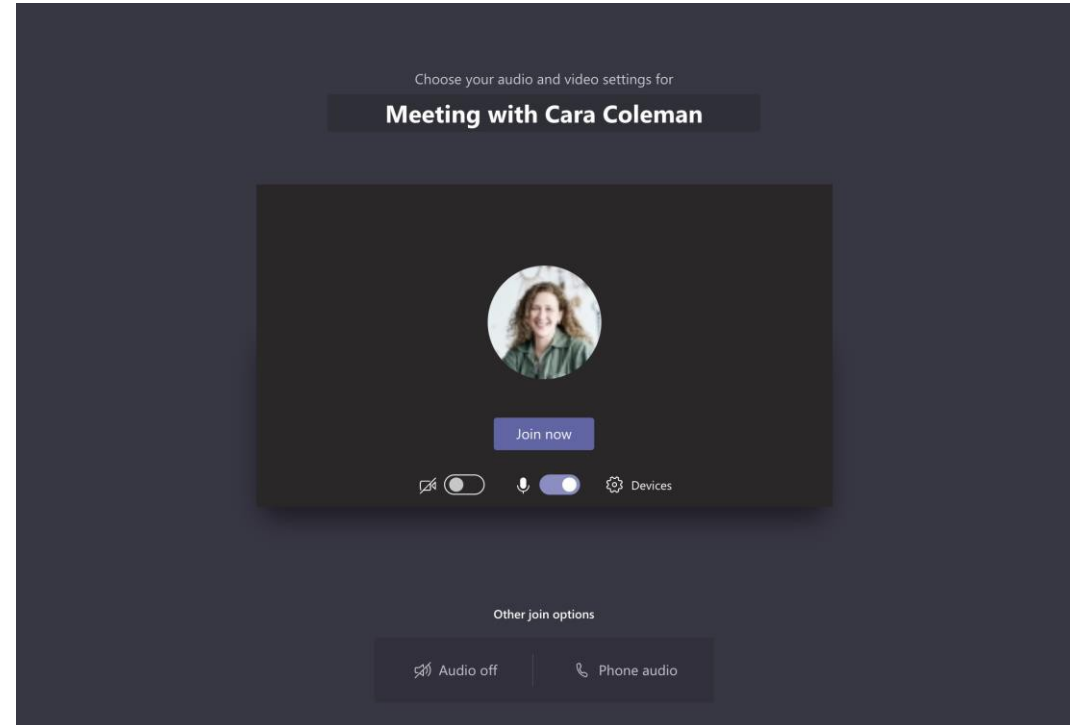 Choose your audio and video settings for
Meeting with Cara Coleman
Join now
Devices
Other join options
Audio off
Phone audio